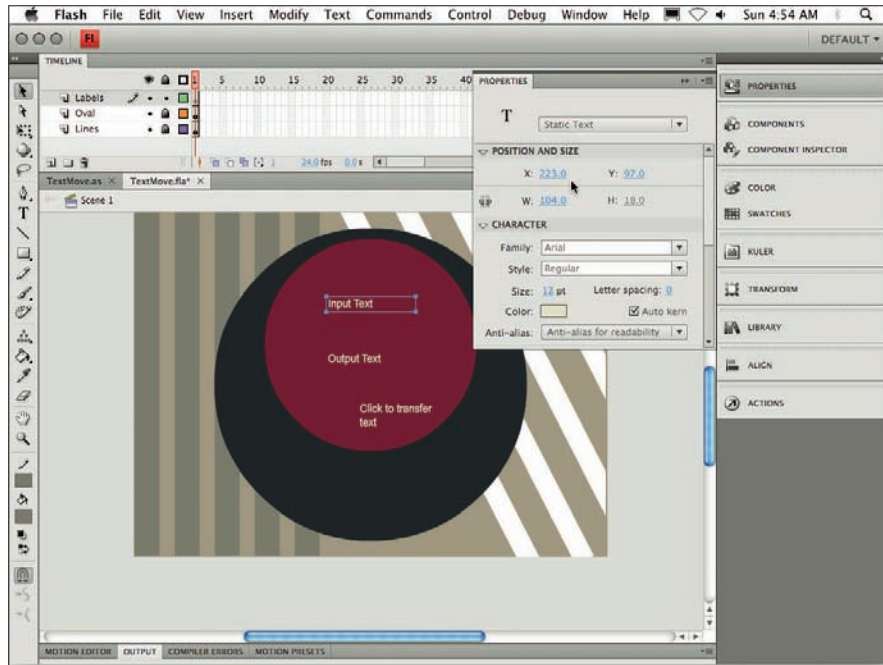 Flash File Edit View Insert Modify Text Commands Control Debug Window Help Sun 4:54 AM
Fl DEFAULT
TIMELINE
5 10 15 20 25 30 35 40
Labels
Oval
Lines
1 24.0 fps 0.0 s
TextMove.as × TextMove.fla* ×
Scene 1
Input Text
Output Text
Click to transfer
text
PROPERTIES
T Static Text
POSITION AND SIZE
X: 223.0 Y: 97.0
W: 104.0 H: 18.0
CHARACTER
Family: Arial
Style: Regular
Size: 12 pt Letter spacing: 0
Color: Auto kern
Anti-alias: Anti-alias for readability
PROPERTIES
COMPONENTS
COMPONENT INSPECTOR
COLOR
SWATCHES
KULER
TRANSFORM
LIBRARY
ALIGN
ACTIONS
T
MOTION EDITOR OUTPUT COMPILER ERRORS MOTION PRESETS